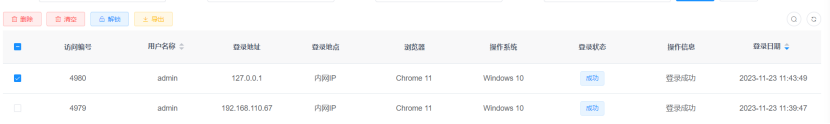 删除 清空 解锁 导出
访问编号 用户名称 登录地址 登录地点 浏览器 操作系统 登录状态 操作信息 登录日期
4980 admin 127.0.0.1 内网IP Chrome 11 Windows 10 成功 登录成功 2023-11-23 11:43:49
4979 admin 192.168.110.67 内网IP Chrome 11 Windows 10 成功 登录成功 2023-11-23 11:39:47